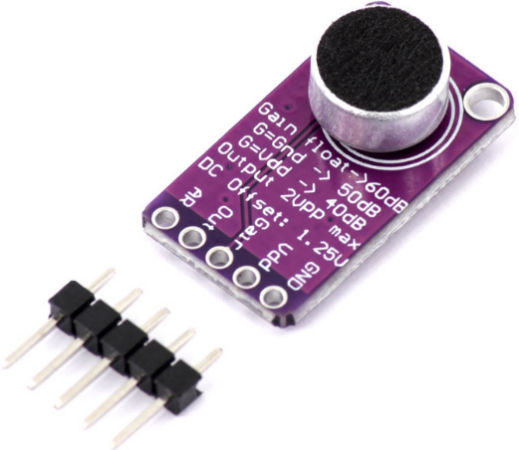 Gain float->60dB
G=Gnd -> 50dB
G=Vdd -> 40dB
Output 2Vpp max
DC Offset: 1.25V
AR Out Gain Vdd GND